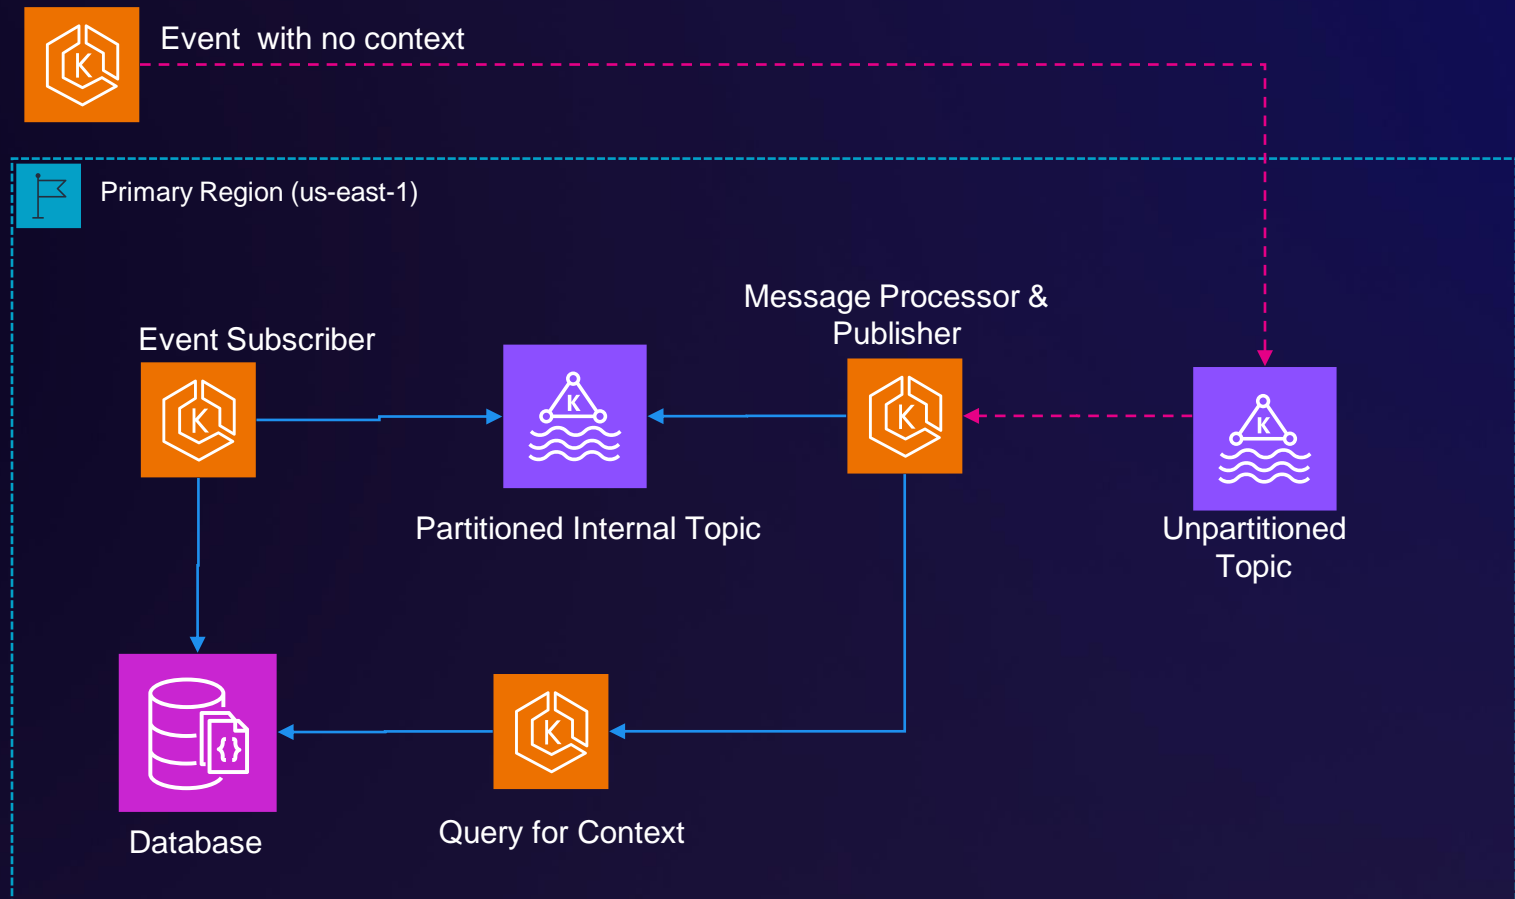 Event  with no context
K
Primary Region (us-east-1)
Message Processor &
Publisher
Event Subscriber
K
K
K
K
Partitioned Internal Topic
Unpartitioned
Topic
{}
K
Database
Query for Context